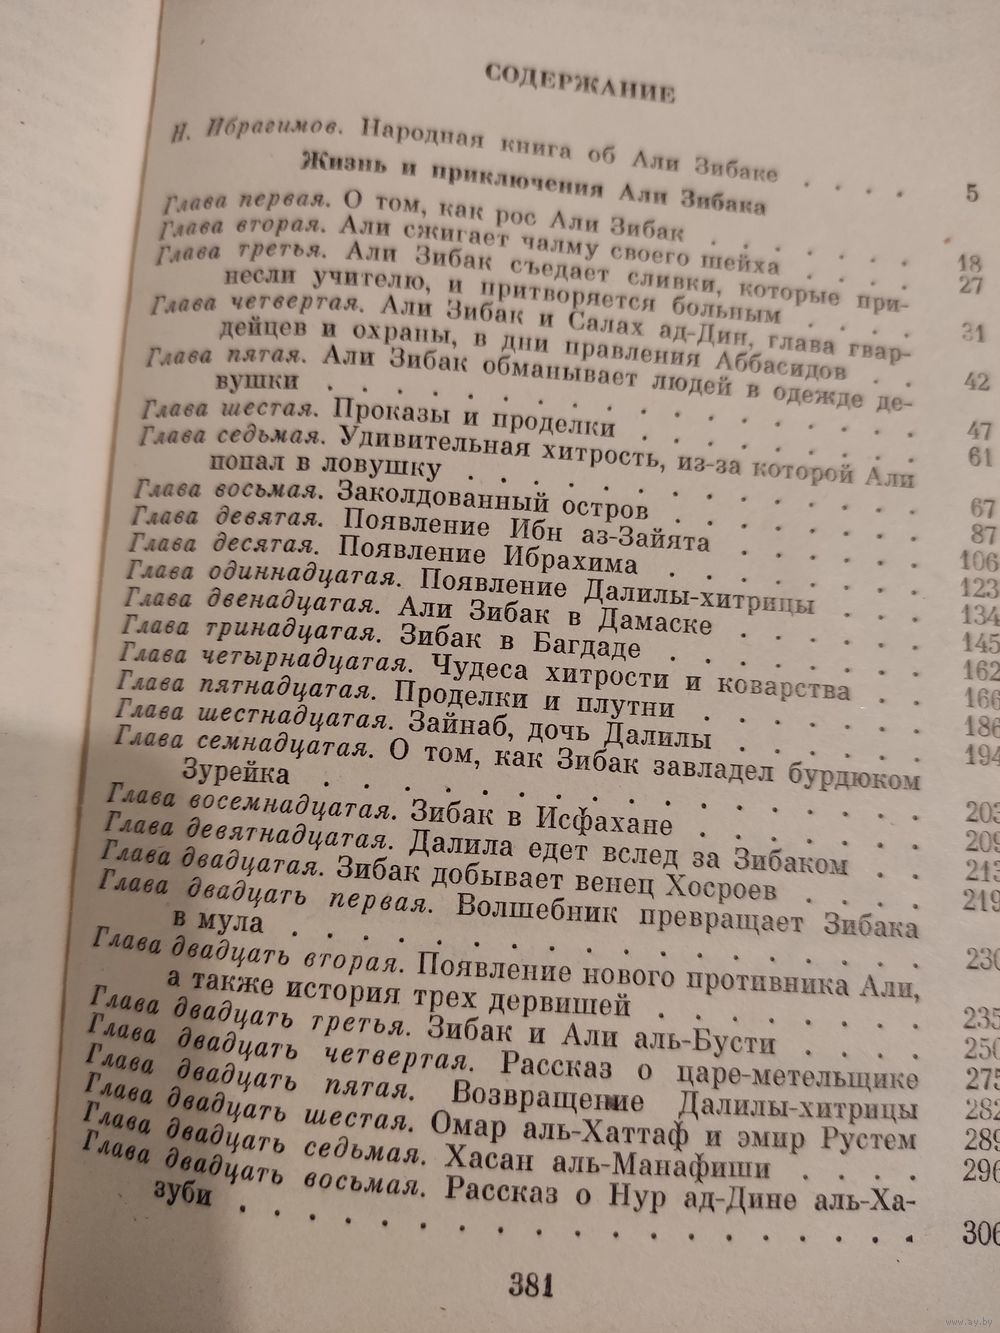 СОДЕРЖАНИЕ
Н. Ибрагимов. Народная книга об Али Зибаке . . . . 5
Жизнь и приключения Али Зибака
Глава первая. О том, как рос Али Зибак . . . . . . 18
Глава вторая. Али сжигает чалму своего шейха . . . . 27
Глава третья. Али Зибак съедает сливки, которые при-
несли учителю, и притворяется больным . . . . 31
Глава четвертая. Али Зибак и Салах ад-Дин, глава гвар-
дейцев и охраны, в дни правления Аббасидов . . 42
Глава пятая. Али Зибак обманывает людей в одежде де-
вушки . . . . . . . . . . . . . . . 47
Глава шестая. Проказы и проделки . . . . . . . . 61
Глава седьмая. Удивительная хитрость, из-за которой Али
попал в ловушку . . . . . . . . . . . . 67
Глава восьмая. Заколдованный остров . . . . . . . 87
Глава девятая. Появление Ибн аз-Зайята . . . . . 106
Глава десятая. Появление Ибрахима . . . . . . . 123
Глава одиннадцатая. Появление Далилы-хитрицы . . . 134
Глава двенадцатая. Али Зибак в Дамаске . . . . . 145
Глава тринадцатая. Зибак в Багдаде . . . . . . . 162
Глава четырнадцатая. Чудеса хитрости и коварства . . 166
Глава пятнадцатая. Проделки и плутни . . . . . . 186
Глава шестнадцатая. Зайнаб, дочь Далилы . . . . . 194
Глава семнадцатая. О том, как Зибак завладел бурдюком
Зурейка . . . . . . . . . . . . . . . 203
Глава восемнадцатая. Зибак в Исфахане . . . . . . 209
Глава девятнадцатая. Далила едет вслед за Зибаком . . 213
Глава двадцатая. Зибак добывает венец Хосроев . . . . 219
Глава двадцать первая. Волшебник превращает Зибака
в мула . . . . . . . . . . . . . . . . 230
Глава двадцать вторая. Появление нового противника Али,
а также история трех дервишей . . . . . . . 235
Глава двадцать третья. Зибак и Али аль-Бусти . . . . 250
Глава двадцать четвертая. Рассказ о царе-метельщике 275
Глава двадцать пятая. Возвращение Далилы-хитрицы 282
Глава двадцать шестая. Омар аль-Хаттаф и эмир Рустем 289
Глава двадцать седьмая. Хасан аль-Манафиши . . . . 296
Глава двадцать восьмая. Рассказ о Нур ад-Дине аль-Ха-
зуби . . . . . . . . . . . . . . . . . . 306
381
www.ay.by